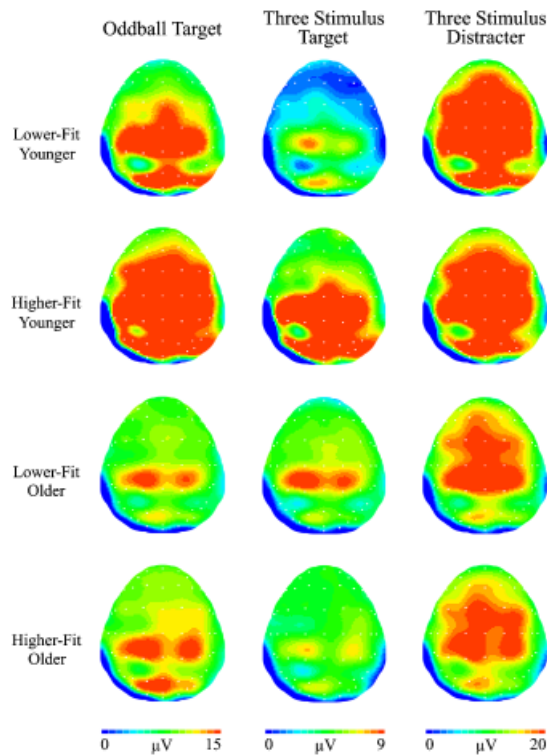 Oddball Target
Three Stimulus
Target
Three Stimulus
Distracter
Lower-Fit
Younger
Higher-Fit
Younger
Lower-Fit
Older
Higher-Fit
Older
0 µV 15
0 µV 9
0 µV 20